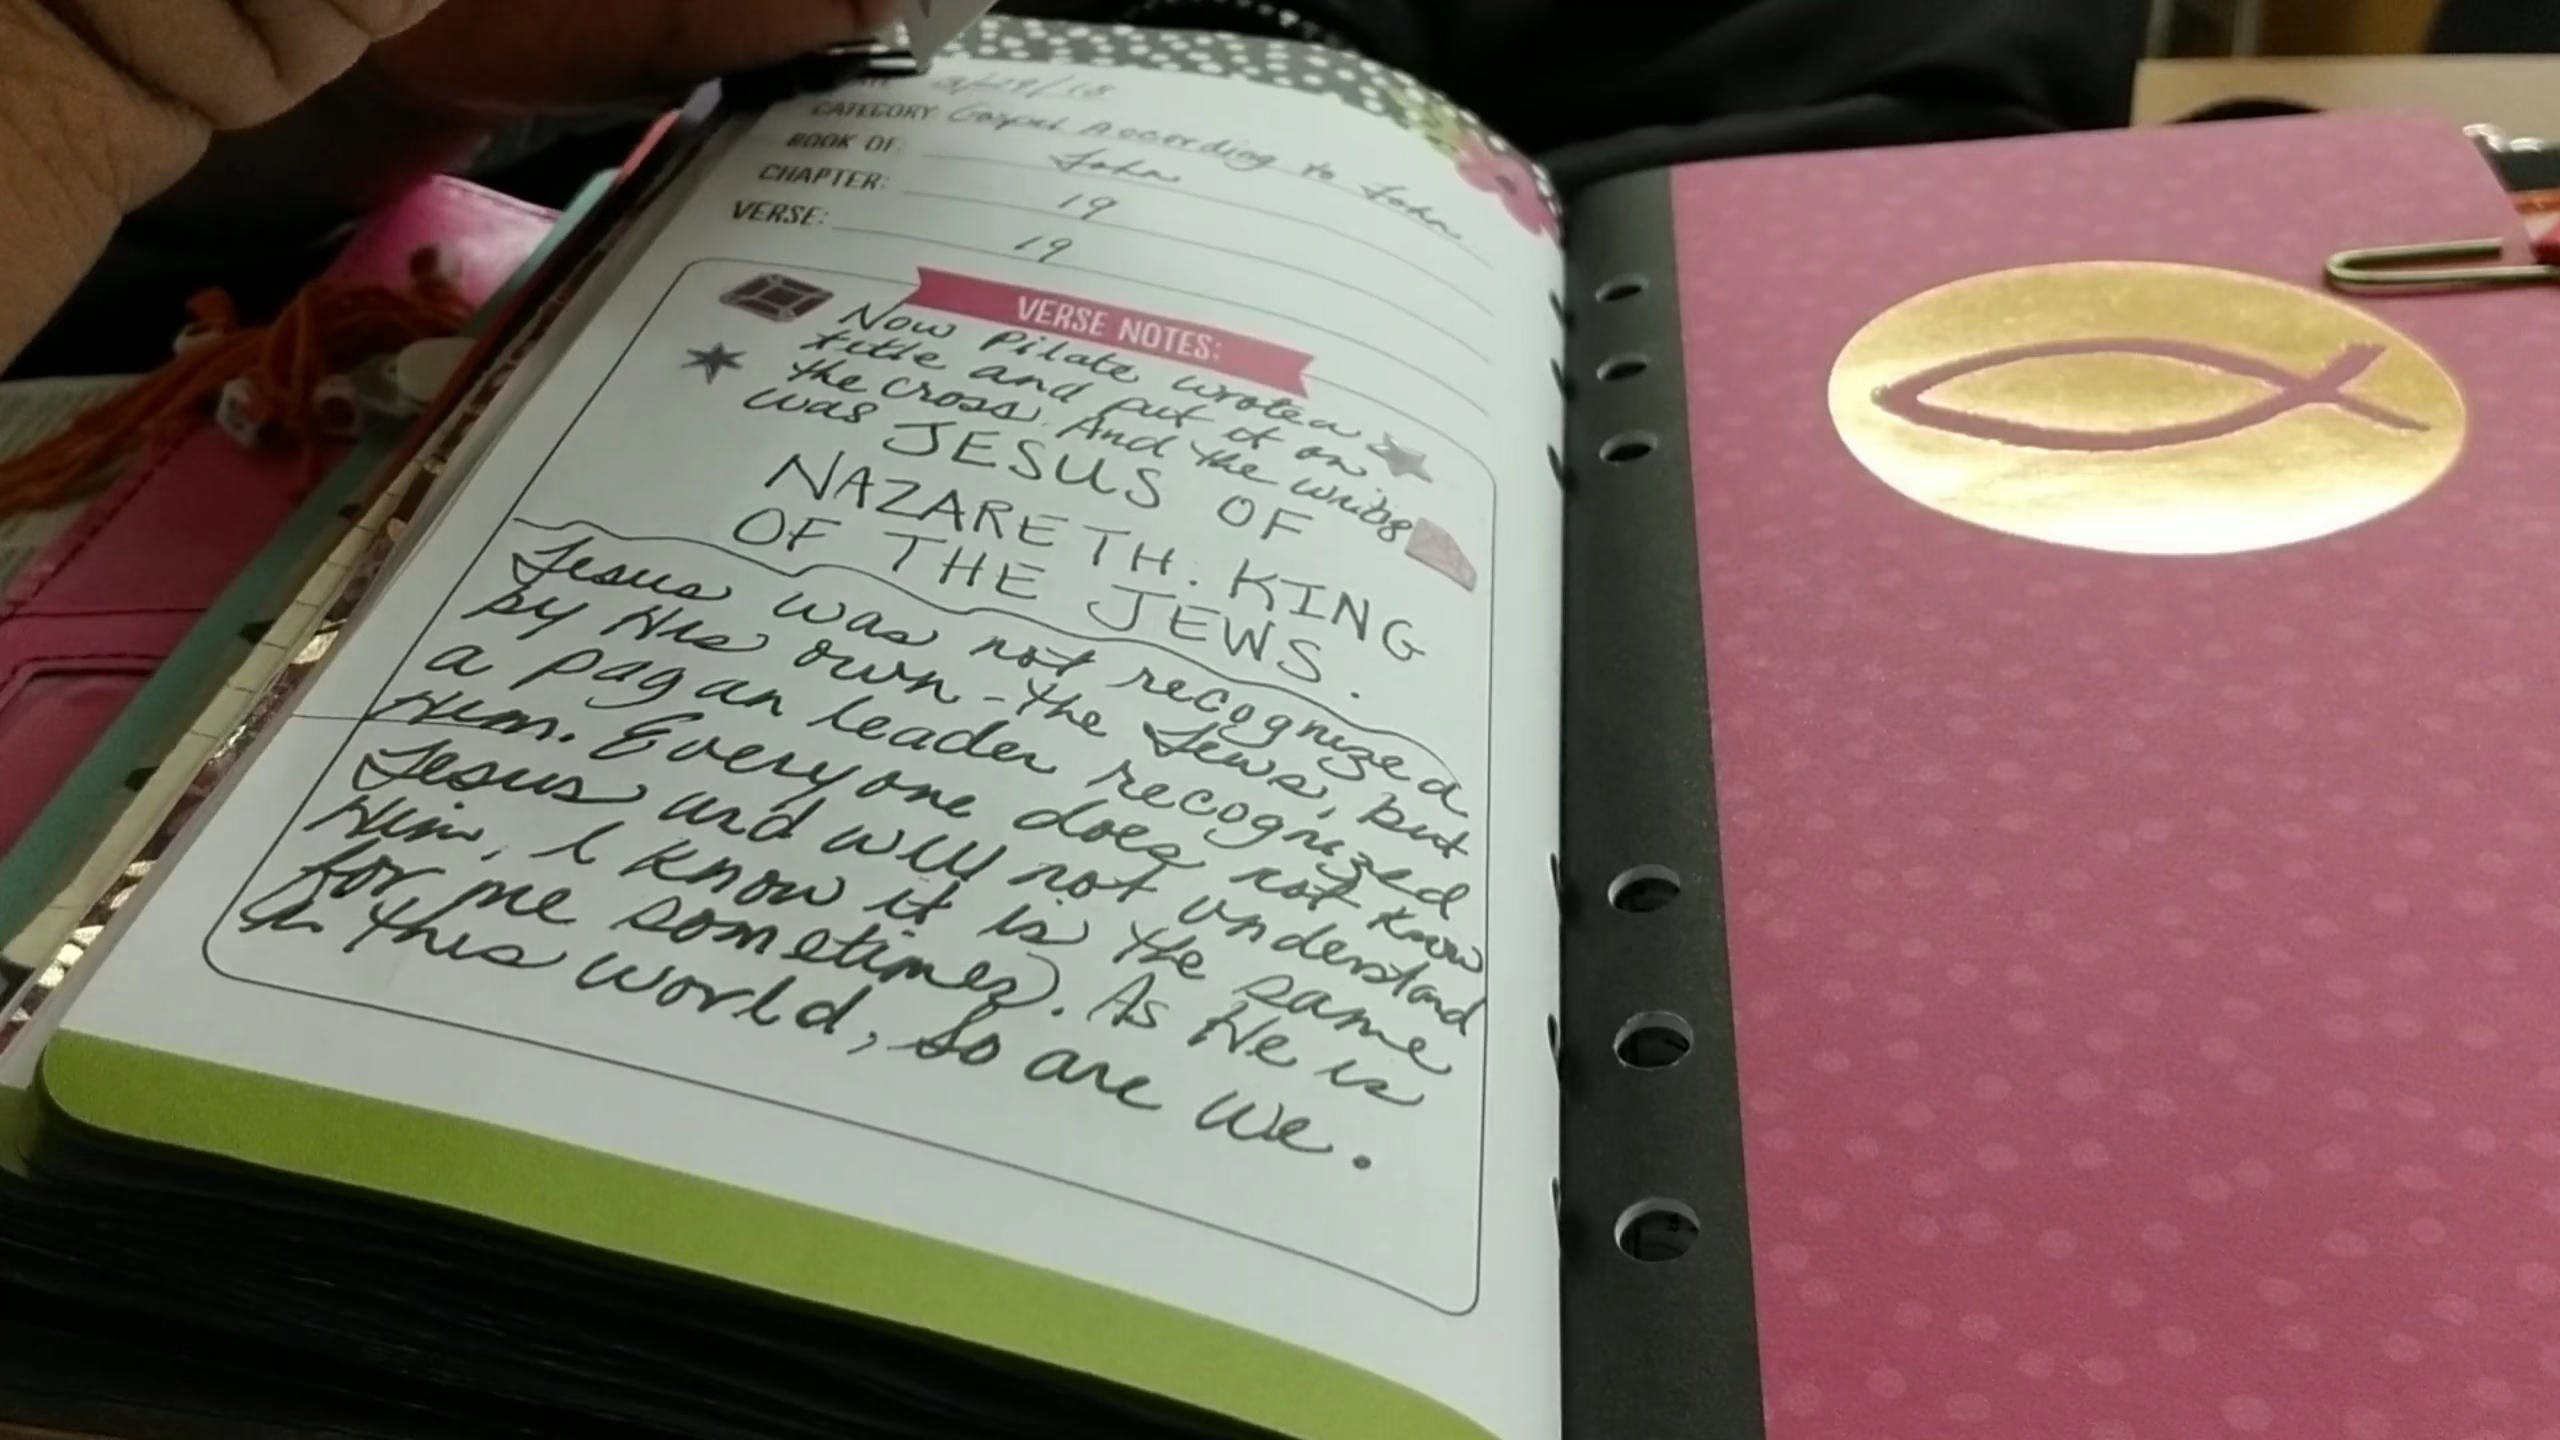 3/29/18
CATEGORY Gospel According to John
BOOK OF: John
CHAPTER: 19
VERSE: 19
VERSE NOTES:
Now Pilate wrote a
title and put it on
the cross. And the writing
was JESUS OF
NAZARETH. KING
OF THE JEWS.
Jesus was not recognized
by His own - the Jews, but
a pagan leader recognized
Him. Everyone does not know
Jesus and will not understand
Him, I know it is the same
for me sometimes. As He is
in this world, so are we.